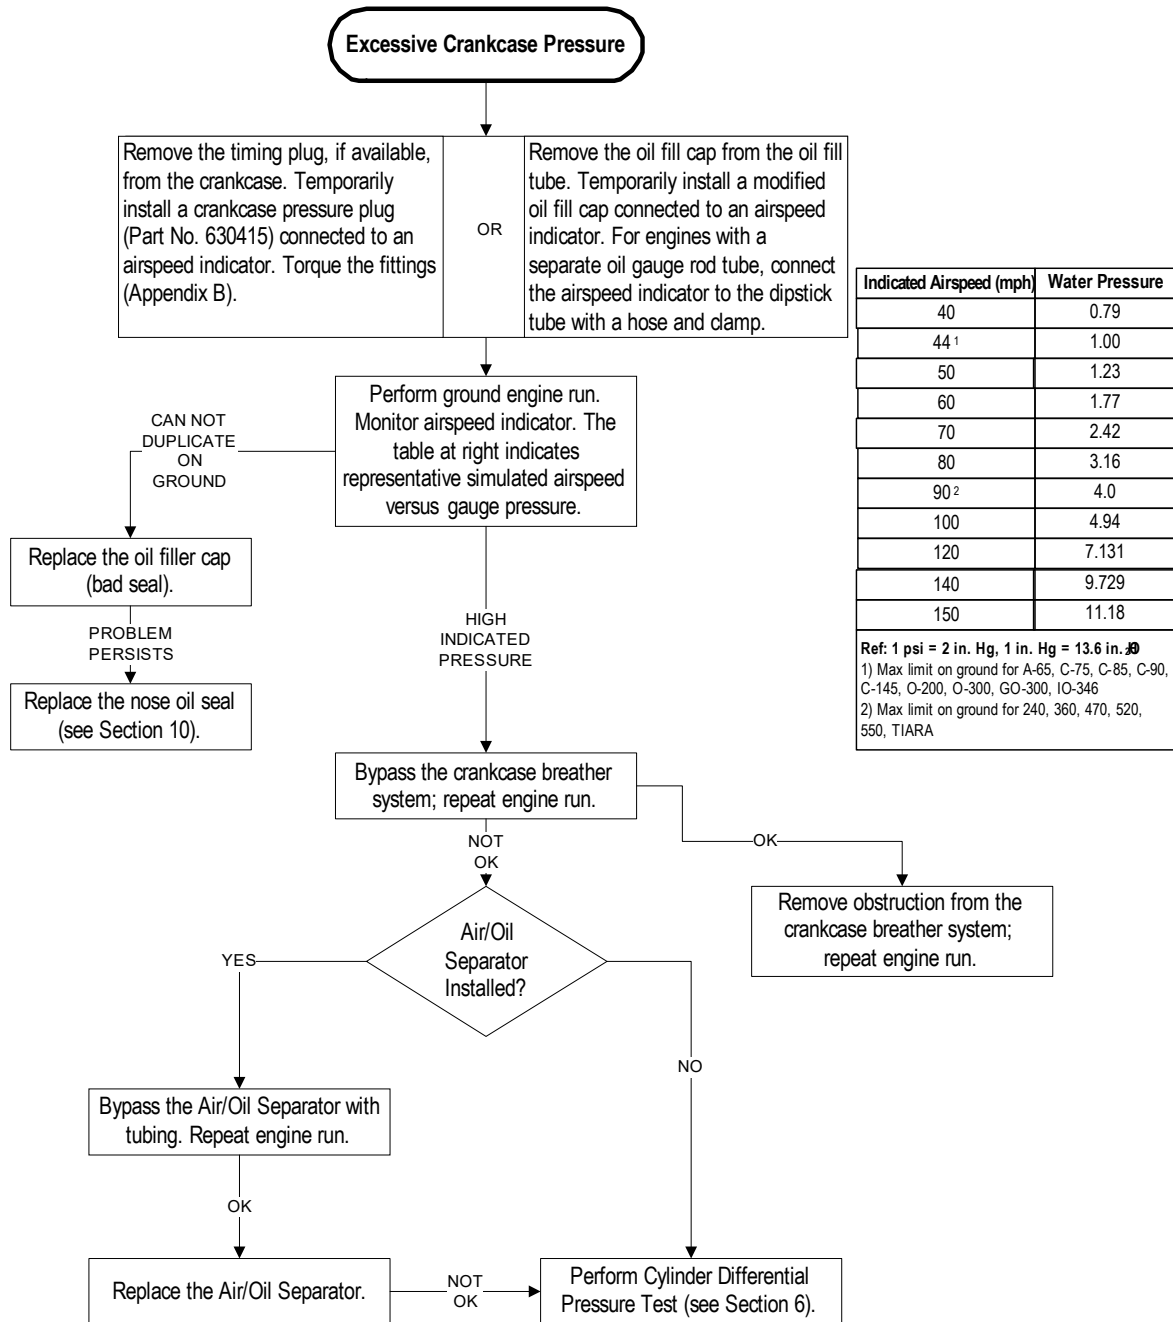 Excessive Crankcase Pressure
Remove the timing plug, if available,
from the crankcase. Temporarily
install a crankcase pressure plug
(Part No. 630415) connected to an
airspeed indicator. Torque the fittings
(Appendix B).
OR
Remove the oil fill cap from the oil fill
tube. Temporarily install a modified
oil fill cap connected to an airspeed
indicator. For engines with a
separate oil gauge rod tube, connect
the airspeed indicator to the dipstick
tube with a hose and clamp.
Indicated Airspeed (mph) Water Pressure
40 0.79
44 1 1.00
50 1.23
60 1.77
70 2.42
80 3.16
90 2 4.0
100 4.94
120 7.131
140 9.729
150 11.18
Ref: 1 psi = 2 in. Hg, 1 in. Hg = 13.6 in.
1) Max limit on ground for A-65, C-75, C-85, C-90,
C-145, O-200, O-300, GO-300, IO-346
2) Max limit on ground for 240, 360, 470, 520,
550, TIARA
Perform ground engine run.
Monitor airspeed indicator. The
table at right indicates
representative simulated airspeed
versus gauge pressure.
CAN NOT
DUPLICATE
ON
GROUND
Replace the oil filler cap
(bad seal).
PROBLEM
PERSISTS
Replace the nose oil seal
(see Section 10).
HIGH
INDICATED
PRESSURE
Bypass the crankcase breather
system; repeat engine run.
NOT
OK
OK
Remove obstruction from the
crankcase breather system;
repeat engine run.
Air/Oil
Separator
Installed?
YES
NO
Bypass the Air/Oil Separator with
tubing. Repeat engine run.
OK
Replace the Air/Oil Separator.
NOT
OK
Perform Cylinder Differential
Pressure Test (see Section 6).